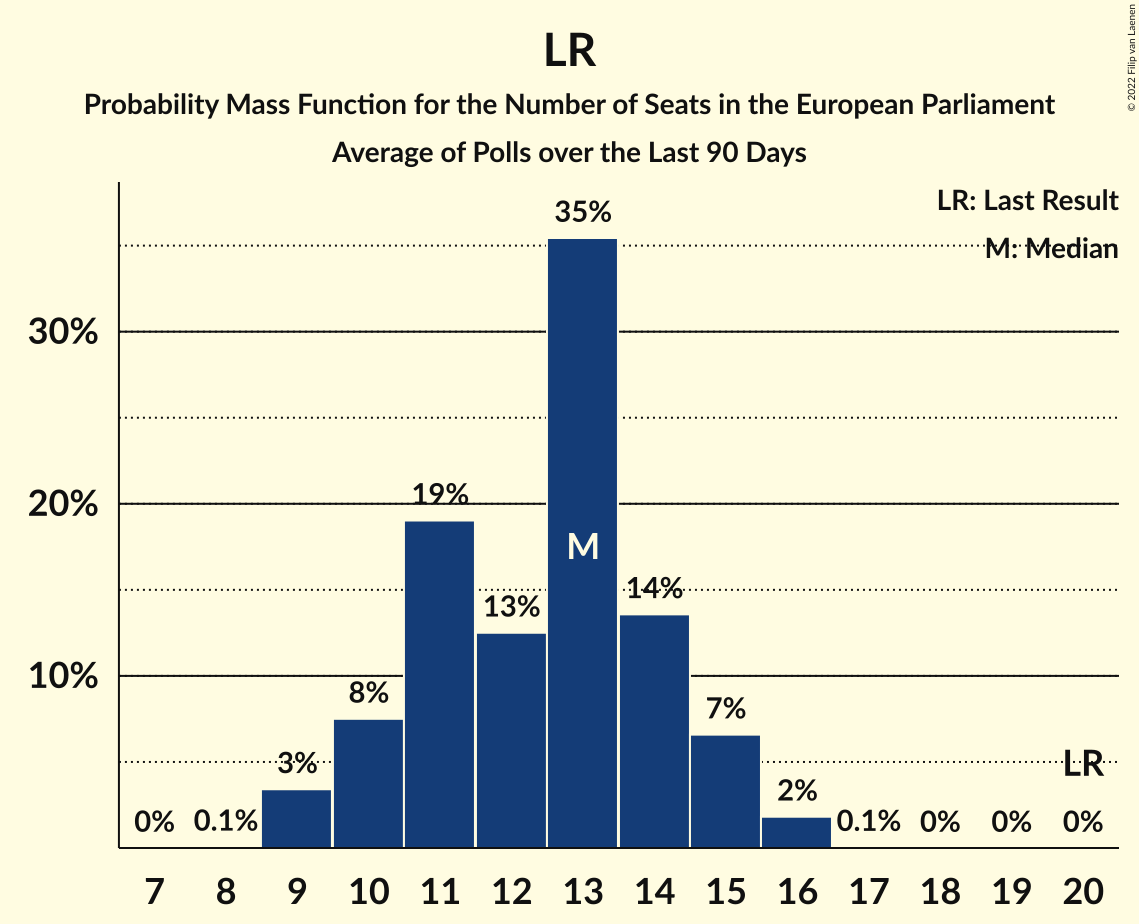 LR
Probability Mass Function for the Number of Seats in the European Parliament
Average of Polls over the Last 90 Days
© 2022 Filip van Laenen
LR: Last Result
M: Median
35%
30%
20%
19%
M
14%
13%
10%
8%
7%
3%
LR
2%
0% 0.1% 0.1% 0% 0% 0%
7 8 9 10 11 12 13 14 15 16 17 18 19 20